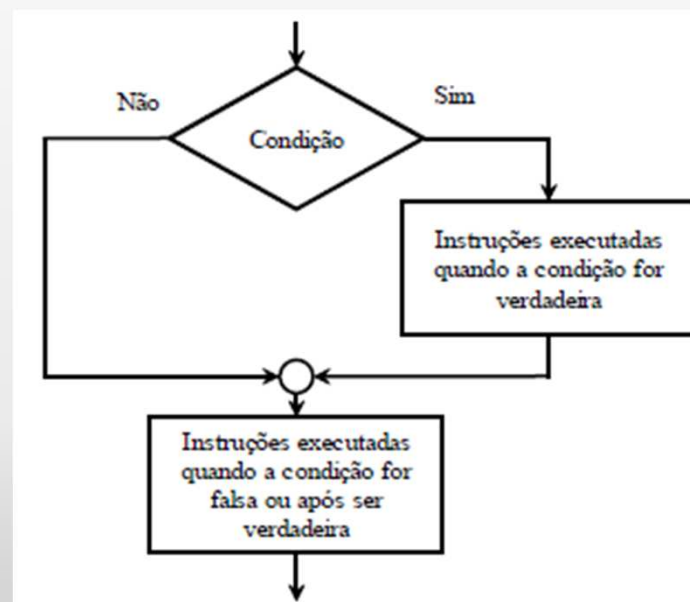 Não
Sim
Condição
Instruções executadas
quando a condição for
verdadeira
Instruções executadas
quando a condição for
falsa ou após ser
verdadeira